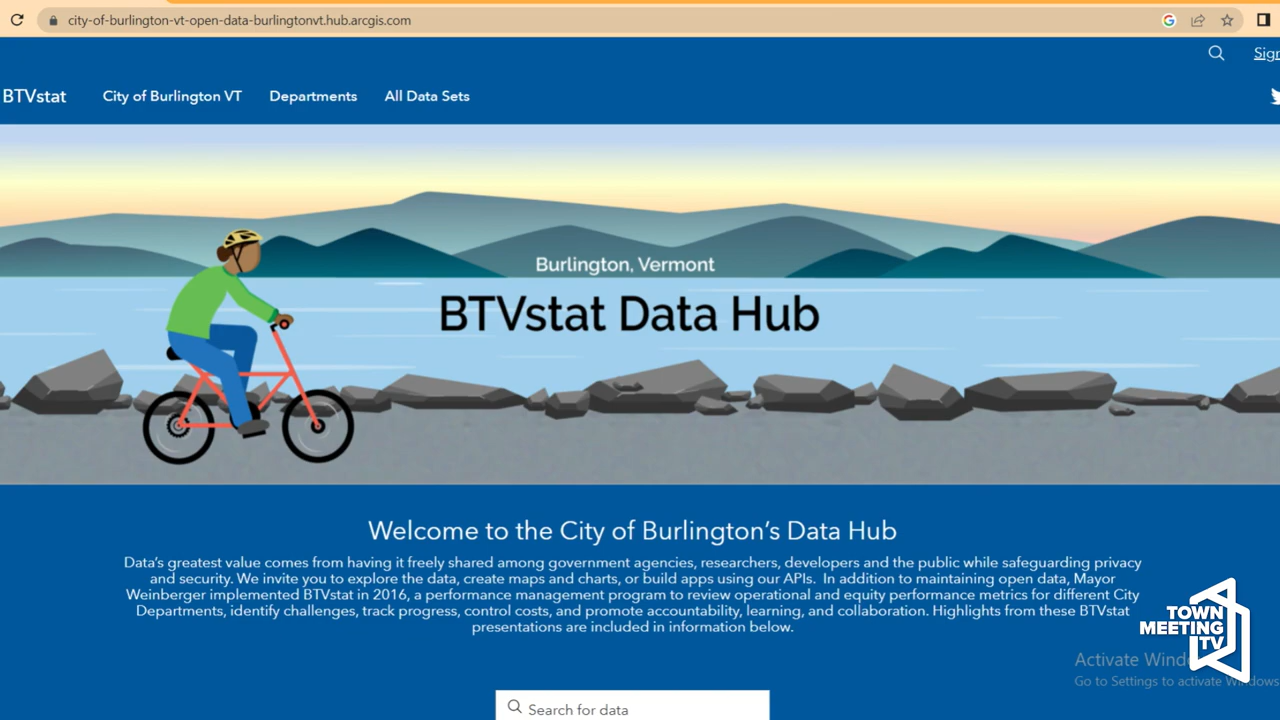 city-of-burlington-vt-open-data-burlingtonvt.hub.arcgis.com
Sign
BTVstat
City of Burlington VT
Departments
All Data Sets
Burlington, Vermont
BTVstat Data Hub
Welcome to the City of Burlington's Data Hub
Data's greatest value comes from having it freely shared among government agencies, researchers, developers and the public while safeguarding privacy
and security. We invite you to explore the data, create maps and charts, or build apps using our APIs. In addition to maintaining open data, Mayor
Weinberger implemented BTVstat in 2016, a performance management program to review operational and equity performance metrics for different City
Departments, identify challenges, track progress, control costs, and promote accountability, learning, and collaboration. Highlights from these BTVstat
presentations are included in information below.
TOWN
MEETING
TV
Activate Windo
Go to Settings to activate Windows
Search for data